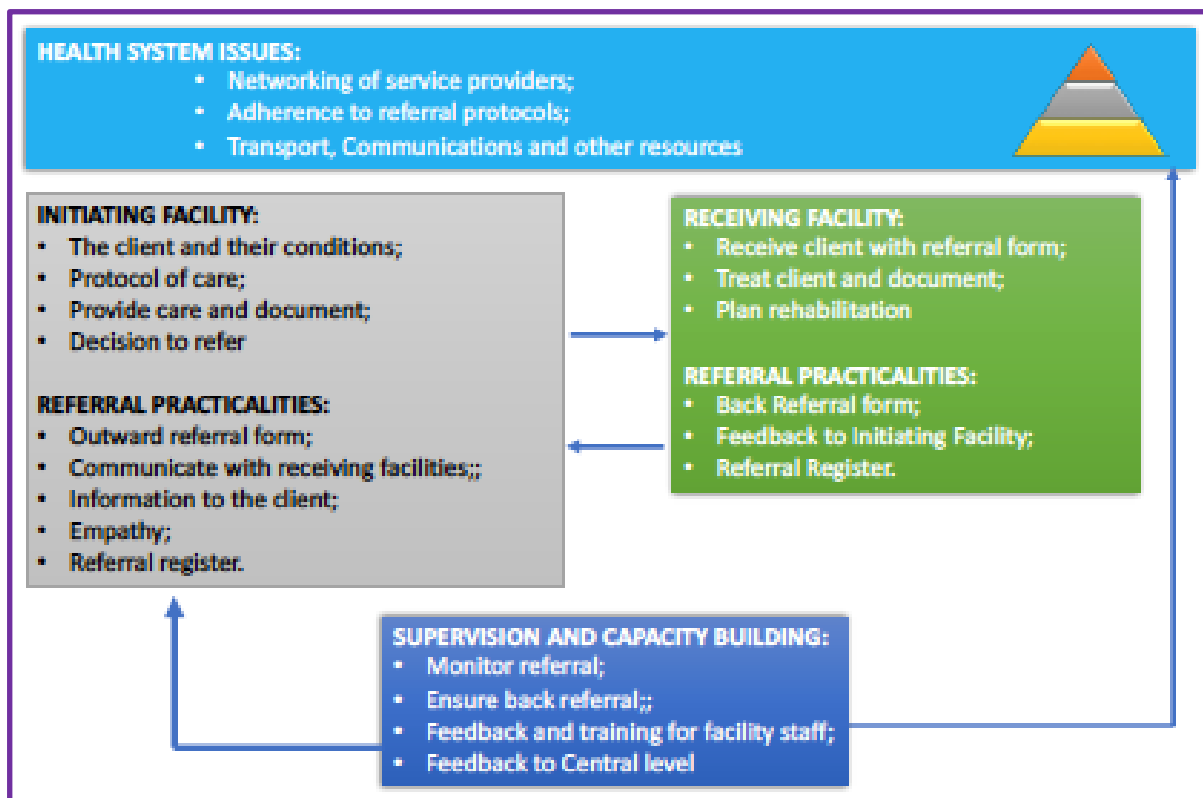 HEALTH SYSTEM ISSUES:
• Networking of service providers;
• Adherence to referral protocols;
• Transport, Communications and other resources
INITIATING FACILITY:
• The client and their conditions;
• Protocol of care;
• Provide care and document;
• Decision to refer
REFERRAL PRACTICALITIES:
• Outward referral form;
• Communicate with receiving facilities;;
• Information to the client;
• Empathy;
• Referral register.
RECEIVING FACILITY:
• Receive client with referral form;
• Treat client and document;
• Plan rehabilitation
REFERRAL PRACTICALITIES:
• Back Referral form;
• Feedback to Initiating Facility;
• Referral Register.
SUPERVISION AND CAPACITY BUILDING:
• Monitor referral;
• Ensure back referral;;
• Feedback and training for facility staff;
• Feedback to Central level